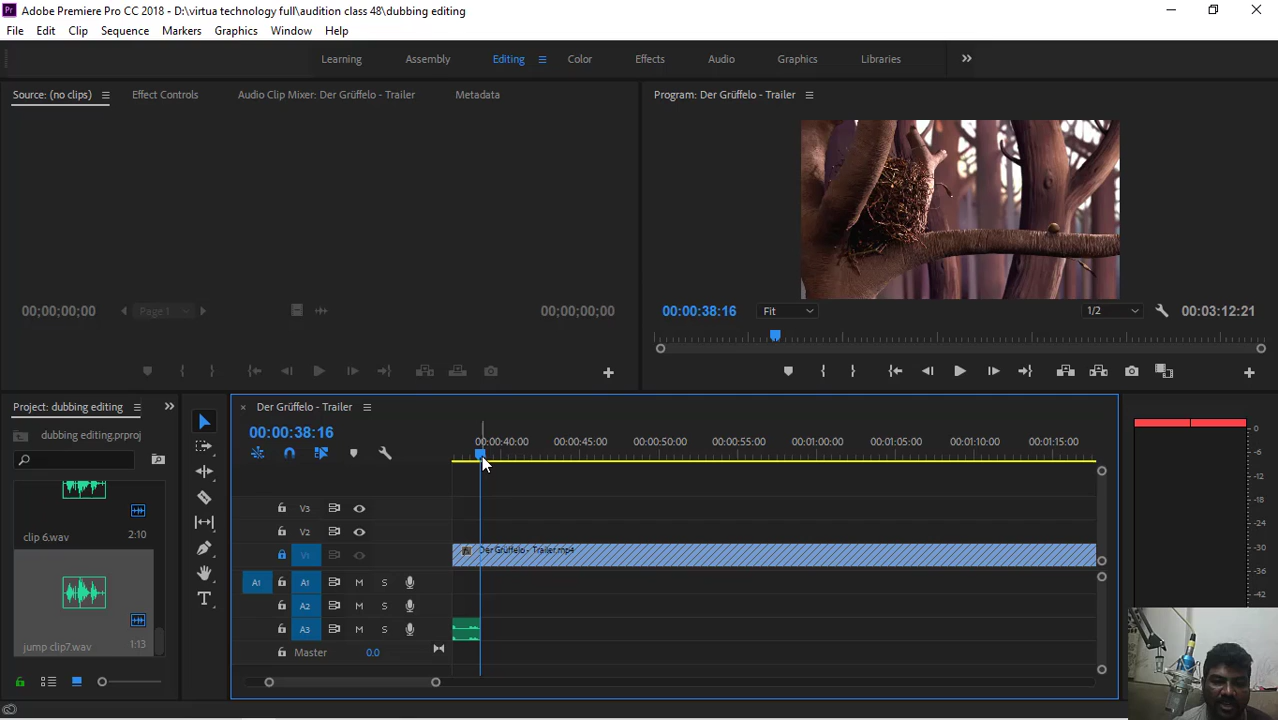 Adobe Premiere Pro CC 2018 - D:\virtua technology full\audition class 48\dubbing editing
File Edit Clip Sequence Markers Graphics Window Help
Learning Assembly Editing Color Effects Audio Graphics Libraries
Source: (no clips) Effect Controls Audio Clip Mixer: Der Grüffelo - Trailer Metadata
Program: Der Grüffelo - Trailer
00;00;00;00 Page 1 00;00;00;00
00:00:38:16 Fit 1/2 00:03:12:21
Project: dubbing editing
dubbing editing.prproj
clip 6.wav 2:10
jump clip7.wav 1:13
Der Grüffelo - Trailer
00:00:38:16
00:00:40:00 00:00:45:00 00:00:50:00 00:00:55:00 00:01:00:00 00:01:05:00 00:01:10:00 00:01:15:00
V3
V2
V1 Der Grüffelo - Trailer.mp4
A1 A1 M S
A2 M S
A3 M S
Master 0.0
0
-6
-12
-18
-24
-30
-36
-42